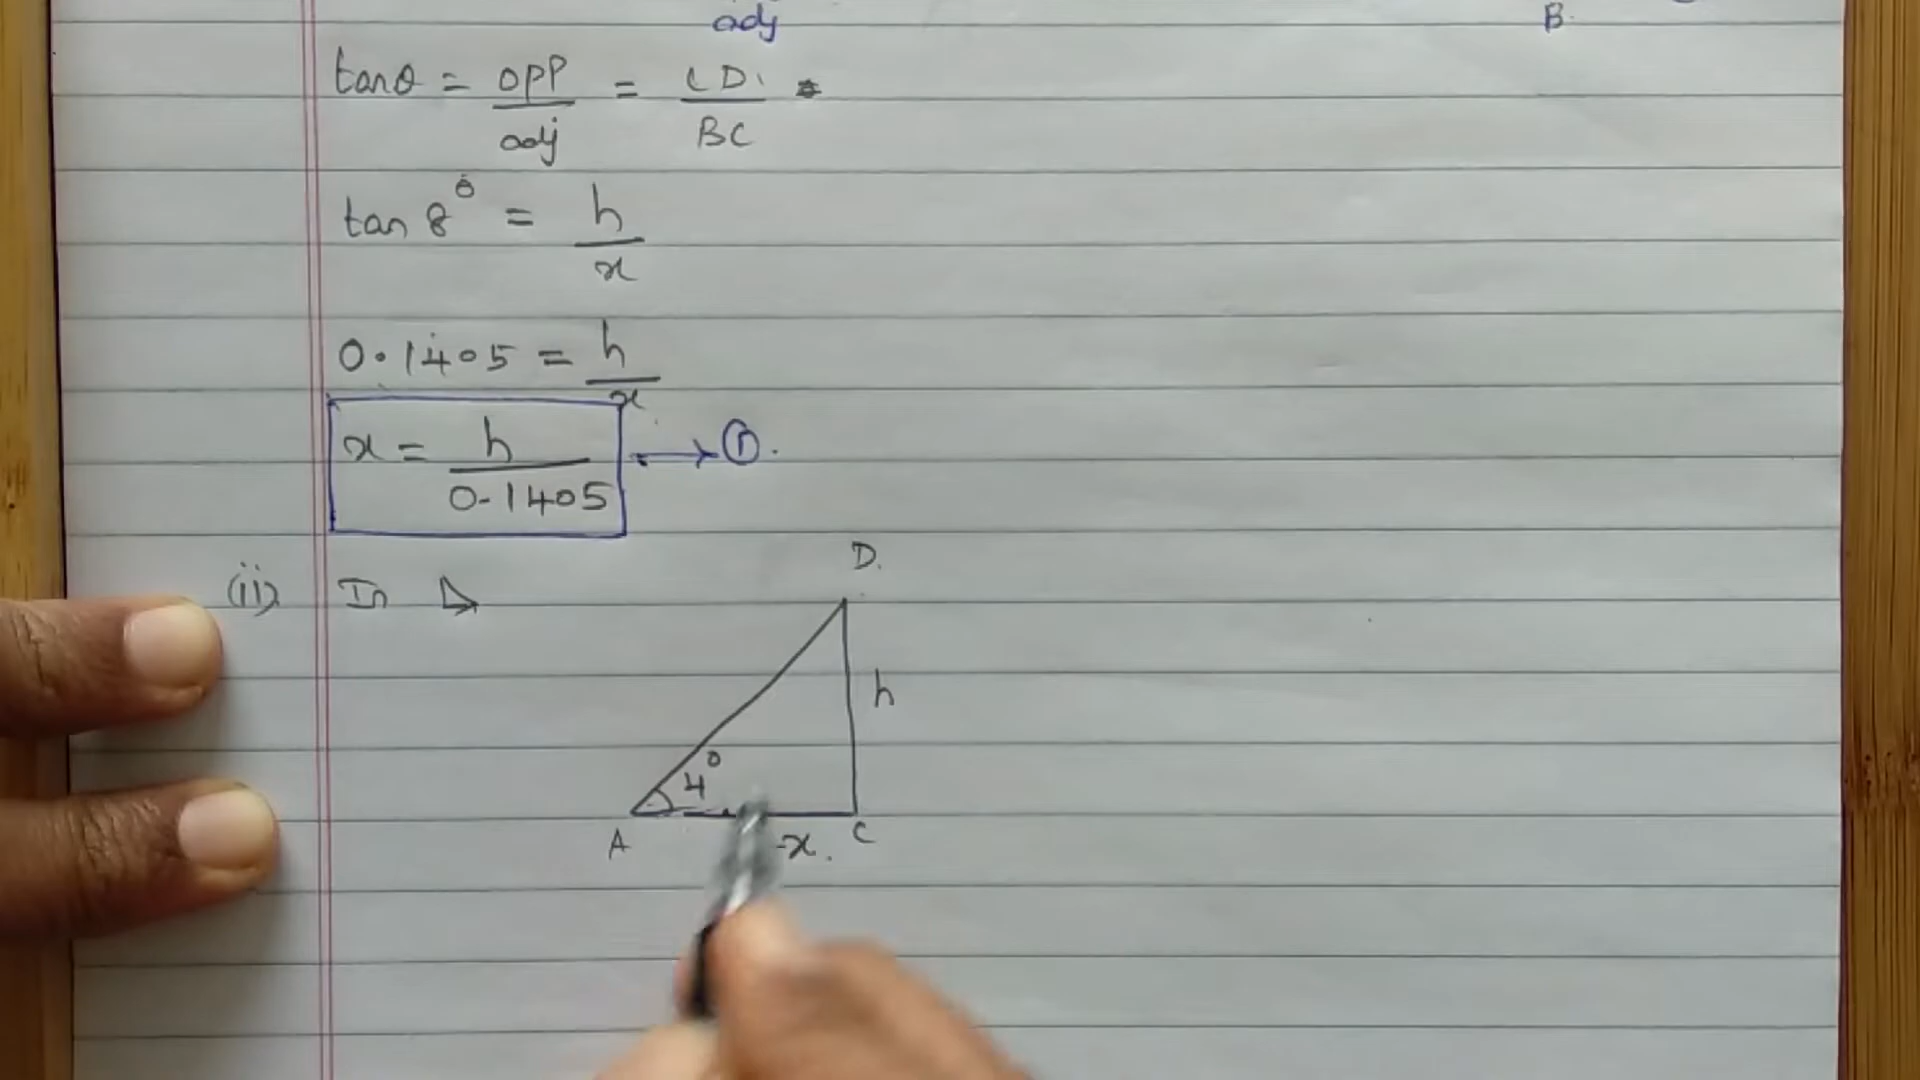 adj
B.
tanθ = opp/adj = CD/BC
tan 8° = h/x
0.1405 = h/x
x = h/0.1405 → ①.
(ii) In △
D.
h
4°
A x. C